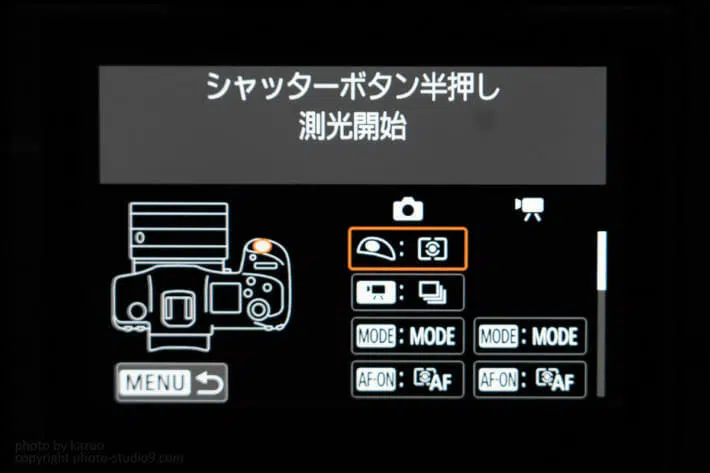 シャッターボタン半押し
測光開始
MODE: MODE MODE: MODE
AF-ON: AF AF-ON: AF
MENU
photo by kazuo
copyright photo-studio9.com